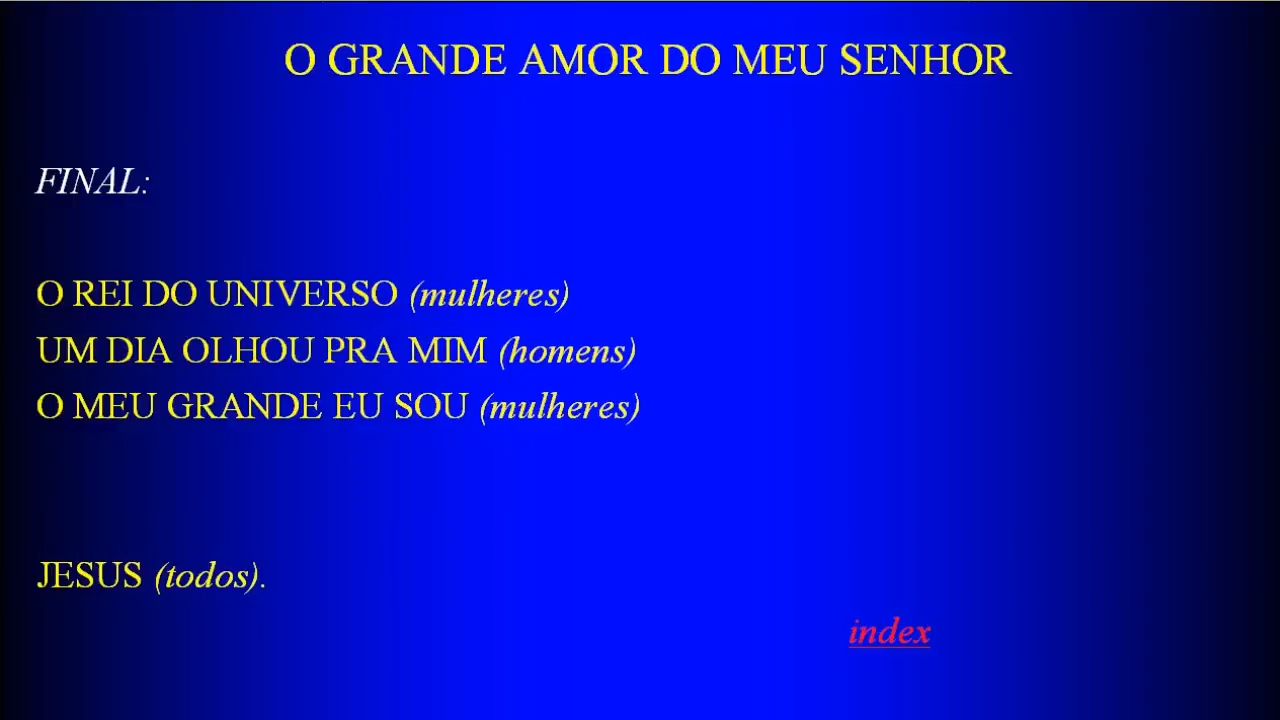 O GRANDE AMOR DO MEU SENHOR
FINAL:
O REI DO UNIVERSO (mulheres)
UM DIA OLHOU PRA MIM (homens)
O MEU GRANDE EU SOU (mulheres)
JESUS (todos).
index